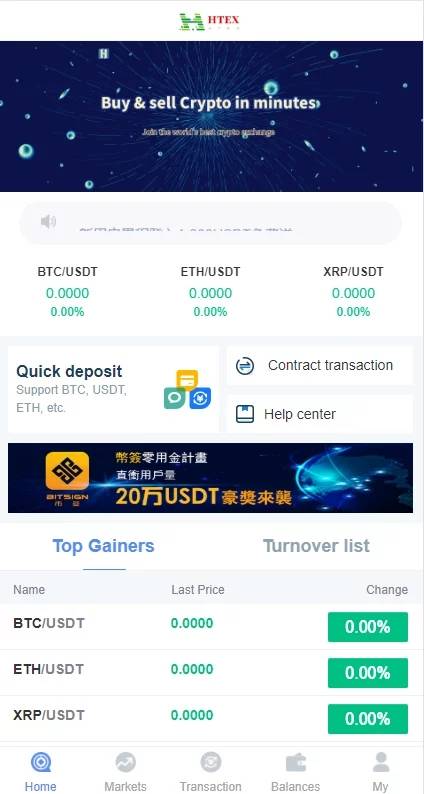 HTEX
Buy & sell Crypto in minutes
Join the world's best crypto exchange
BTC/USDT ETH/USDT XRP/USDT
0.0000 0.0000 0.0000
0.00% 0.00% 0.00%
Quick deposit
Support BTC, USDT,
ETH, etc.
Contract transaction
Help center
BITSIGN
幣簽零用金計畫
直衝用戶量
20万USDT豪獎來襲
Top Gainers Turnover list
Name Last Price Change
BTC/USDT 0.0000 0.00%
ETH/USDT 0.0000 0.00%
XRP/USDT 0.0000 0.00%
Home Markets Transaction Balances My